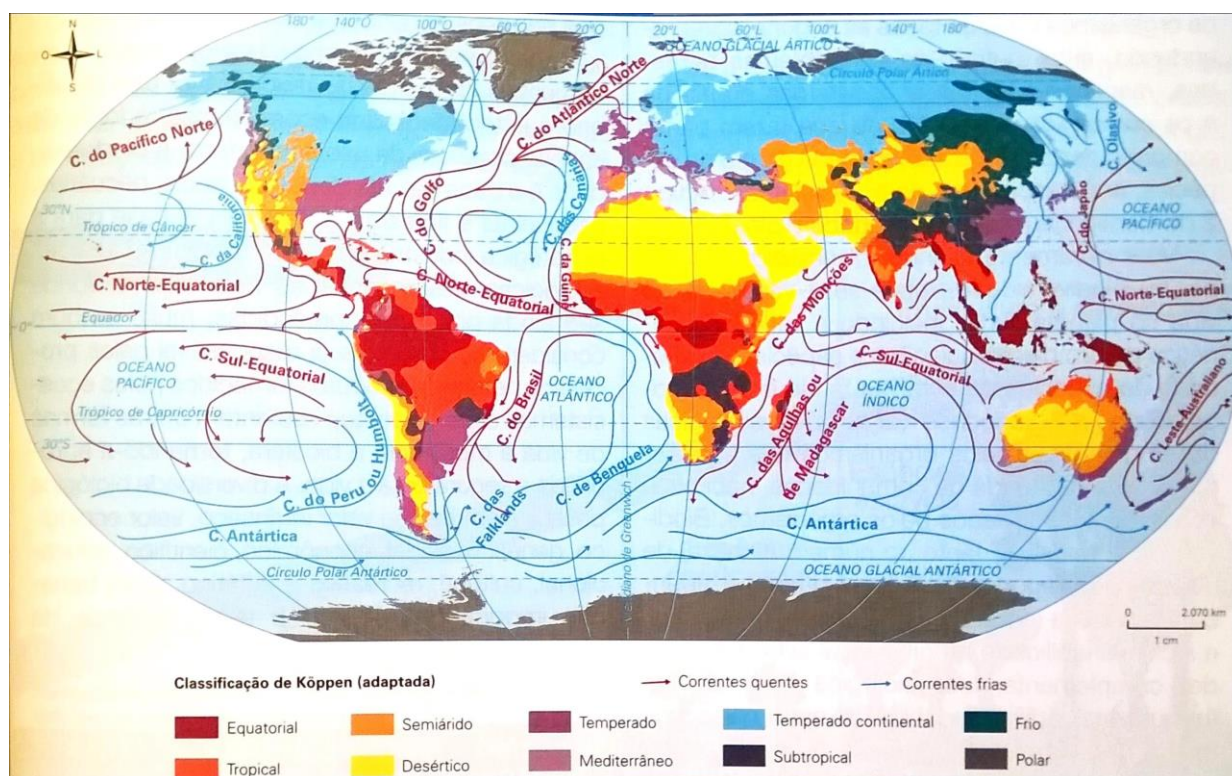 N
O
L
S
180°
140°O
100°O
60°O
20°O
20°L
60°L
100°L
140°L
180°
OCEANO GLACIAL ÁRTICO
Círculo Polar Ártico
C. do Atlântico Norte
C. do Pacífico Norte
C. Oiasivo
C. da Califórnia
C. do Golfo
C. das Canárias
C. do Japão
30°N
Trópico de Câncer
OCEANO
PACÍFICO
C. Norte-Equatorial
C. Norte-Equatorial
C. da Guiné
C. das Monções
C. Norte-Equatorial
Equador
0°
C. Sul-Equatorial
OCEANO
PACÍFICO
OCEANO
ATLÂNTICO
C. Sul-Equatorial
OCEANO
ÍNDICO
Trópico de Capricórnio
C. do Brasil
C. das Aguilhas ou
de Madagascar
C. Leste Australiano
30°S
C. do Peru ou Humbolt
C. de Benguela
C. das
Falklands
C. Antártica
C. Antártica
Círculo Polar Antártico
Meridiano de Greenwich
OCEANO GLACIAL ANTÁRTICO
0
2.070 km
1 cm
Classificação de Köppen (adaptada)
Correntes quentes
Correntes frias
Equatorial
Semiárido
Temperado
Temperado continental
Frio
Tropical
Desértico
Mediterrâneo
Subtropical
Polar